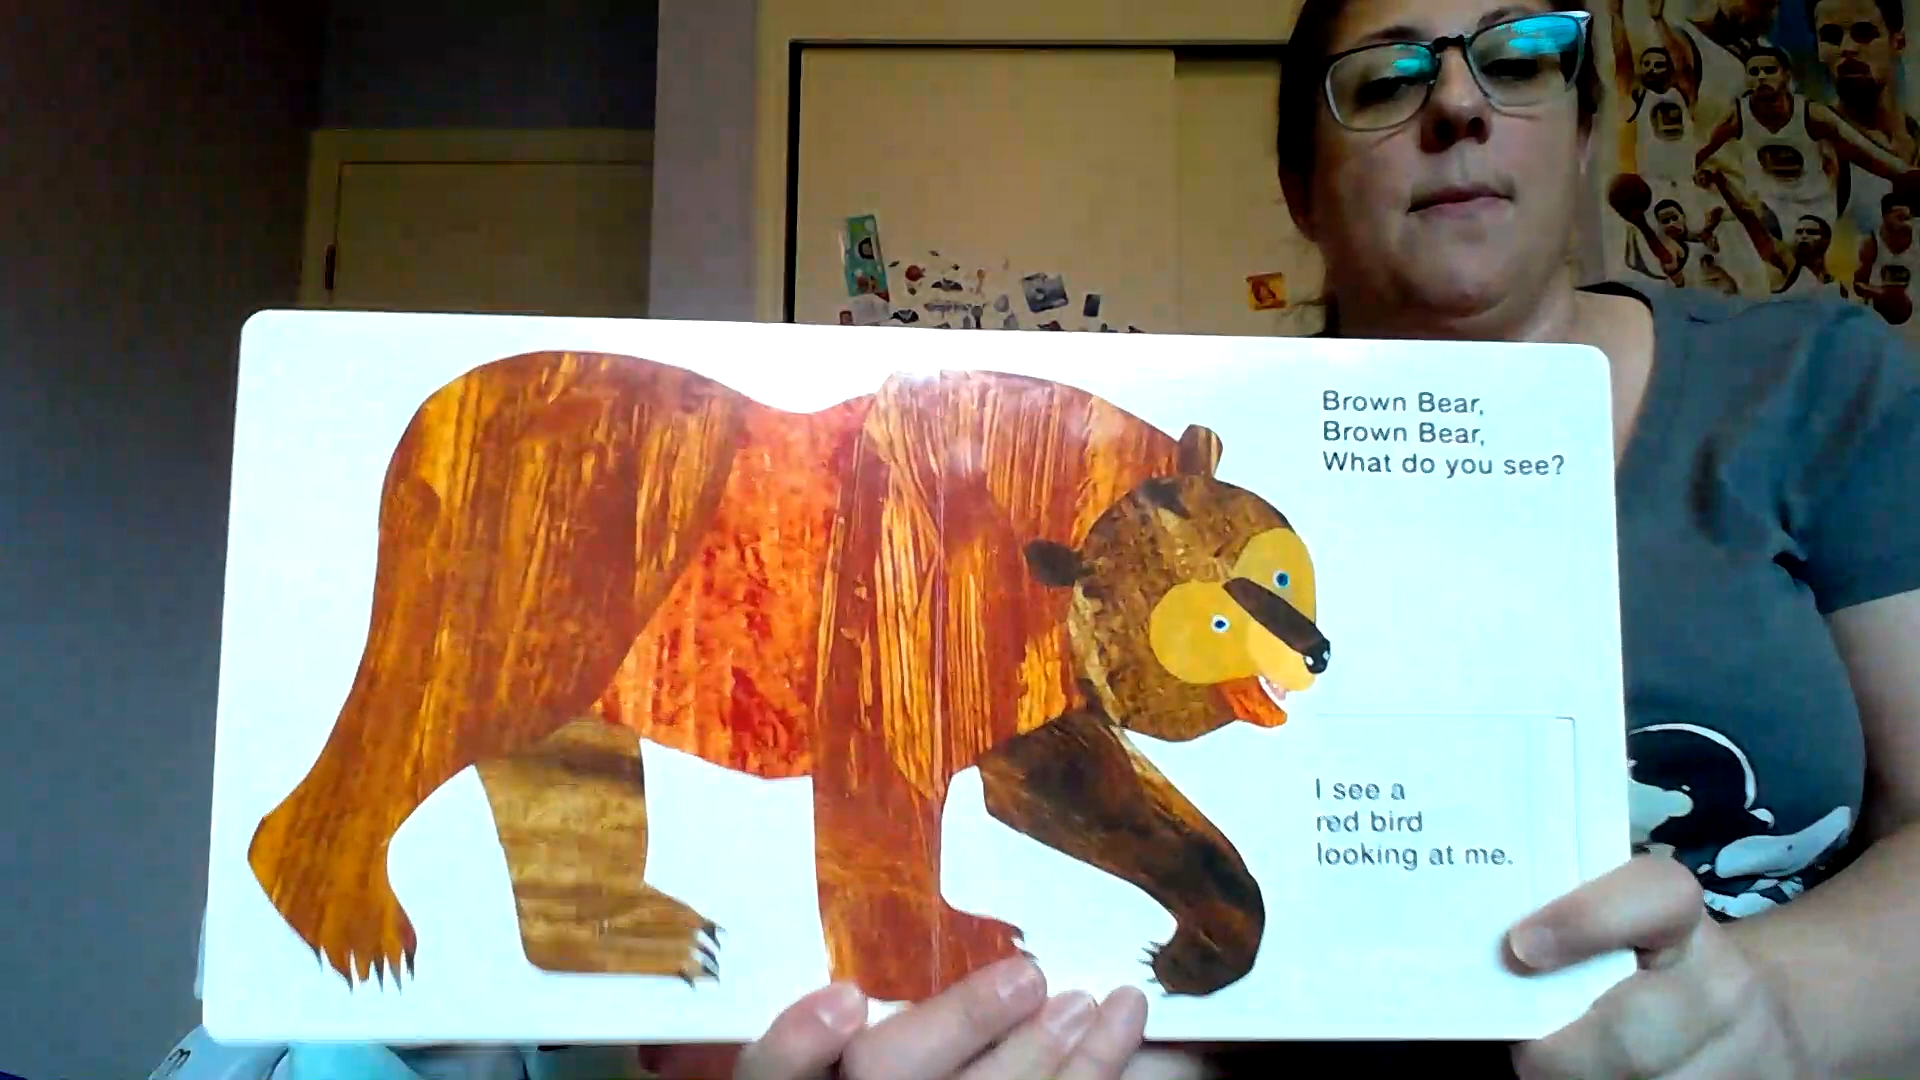 Brown Bear,
Brown Bear,
What do you see?
I see a
red bird
looking at me.